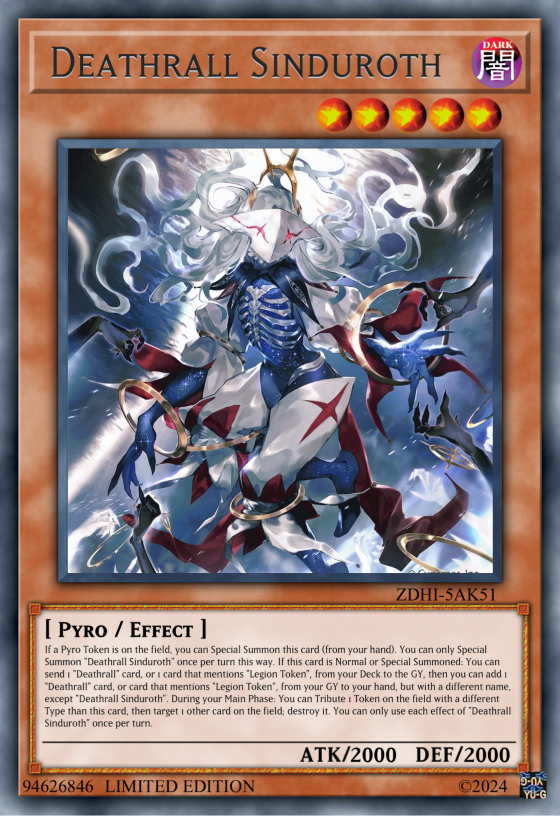 DEATHRALL SINDUROTH
DARK
闇
ZDHI-5AK51
[ PYRO / EFFECT ]
If a Pyro Token is on the field, you can Special Summon this card (from your hand). You can only Special
Summon "Deathrall Sinduroth" once per turn this way. If this card is Normal or Special Summoned: You can
send 1 "Deathrall" card, or 1 card that mentions "Legion Token", from your Deck to the GY, then you can add 1
"Deathrall" card, or card that mentions "Legion Token", from your GY to your hand, but with a different name,
except "Deathrall Sinduroth". During your Main Phase: You can Tribute 1 Token on the field with a different
Type than this card, then target 1 other card on the field; destroy it. You can only use each effect of "Deathrall
Sinduroth" once per turn.
ATK/2000 DEF/2000
94626846 LIMITED EDITION ©2024